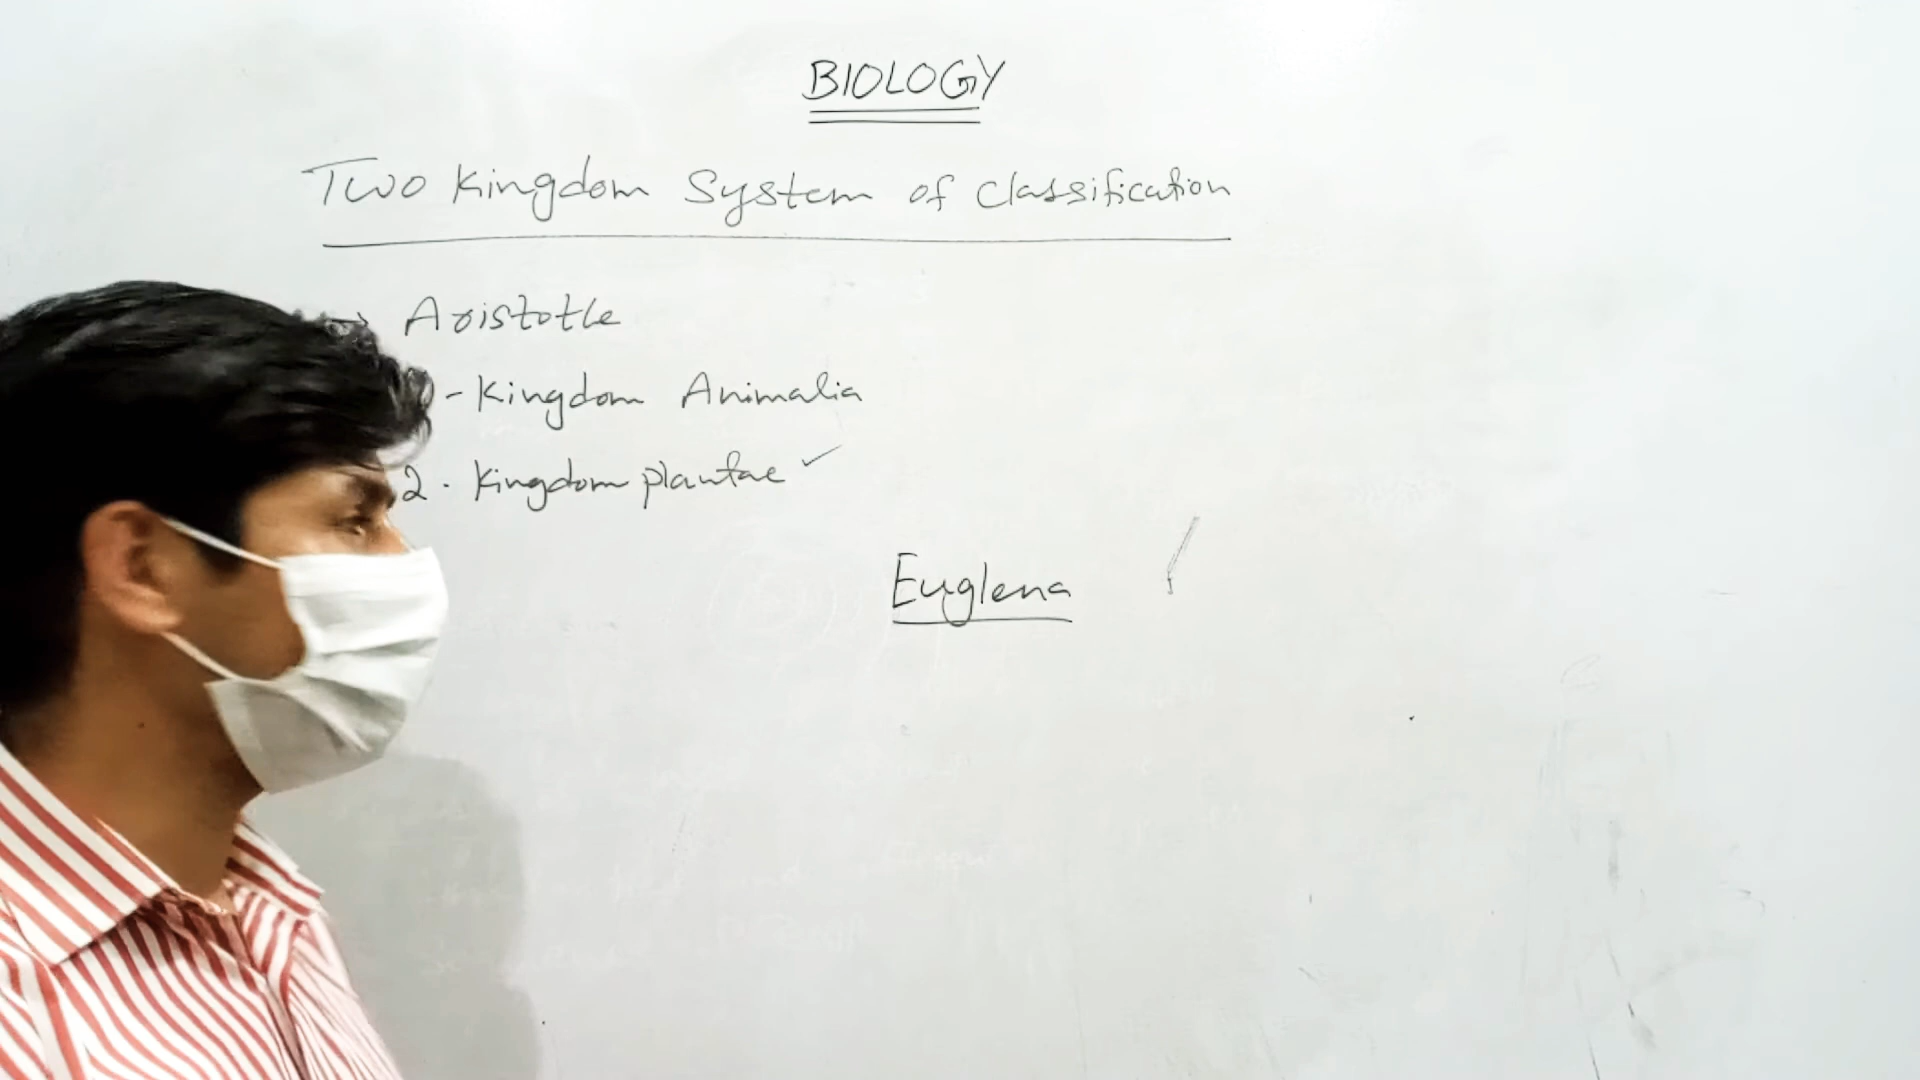 BIOLOGY
Two Kingdom System of Classification
→ Aristotle
- Kingdom Animalia
2. Kingdom plantae ✓
Euglena